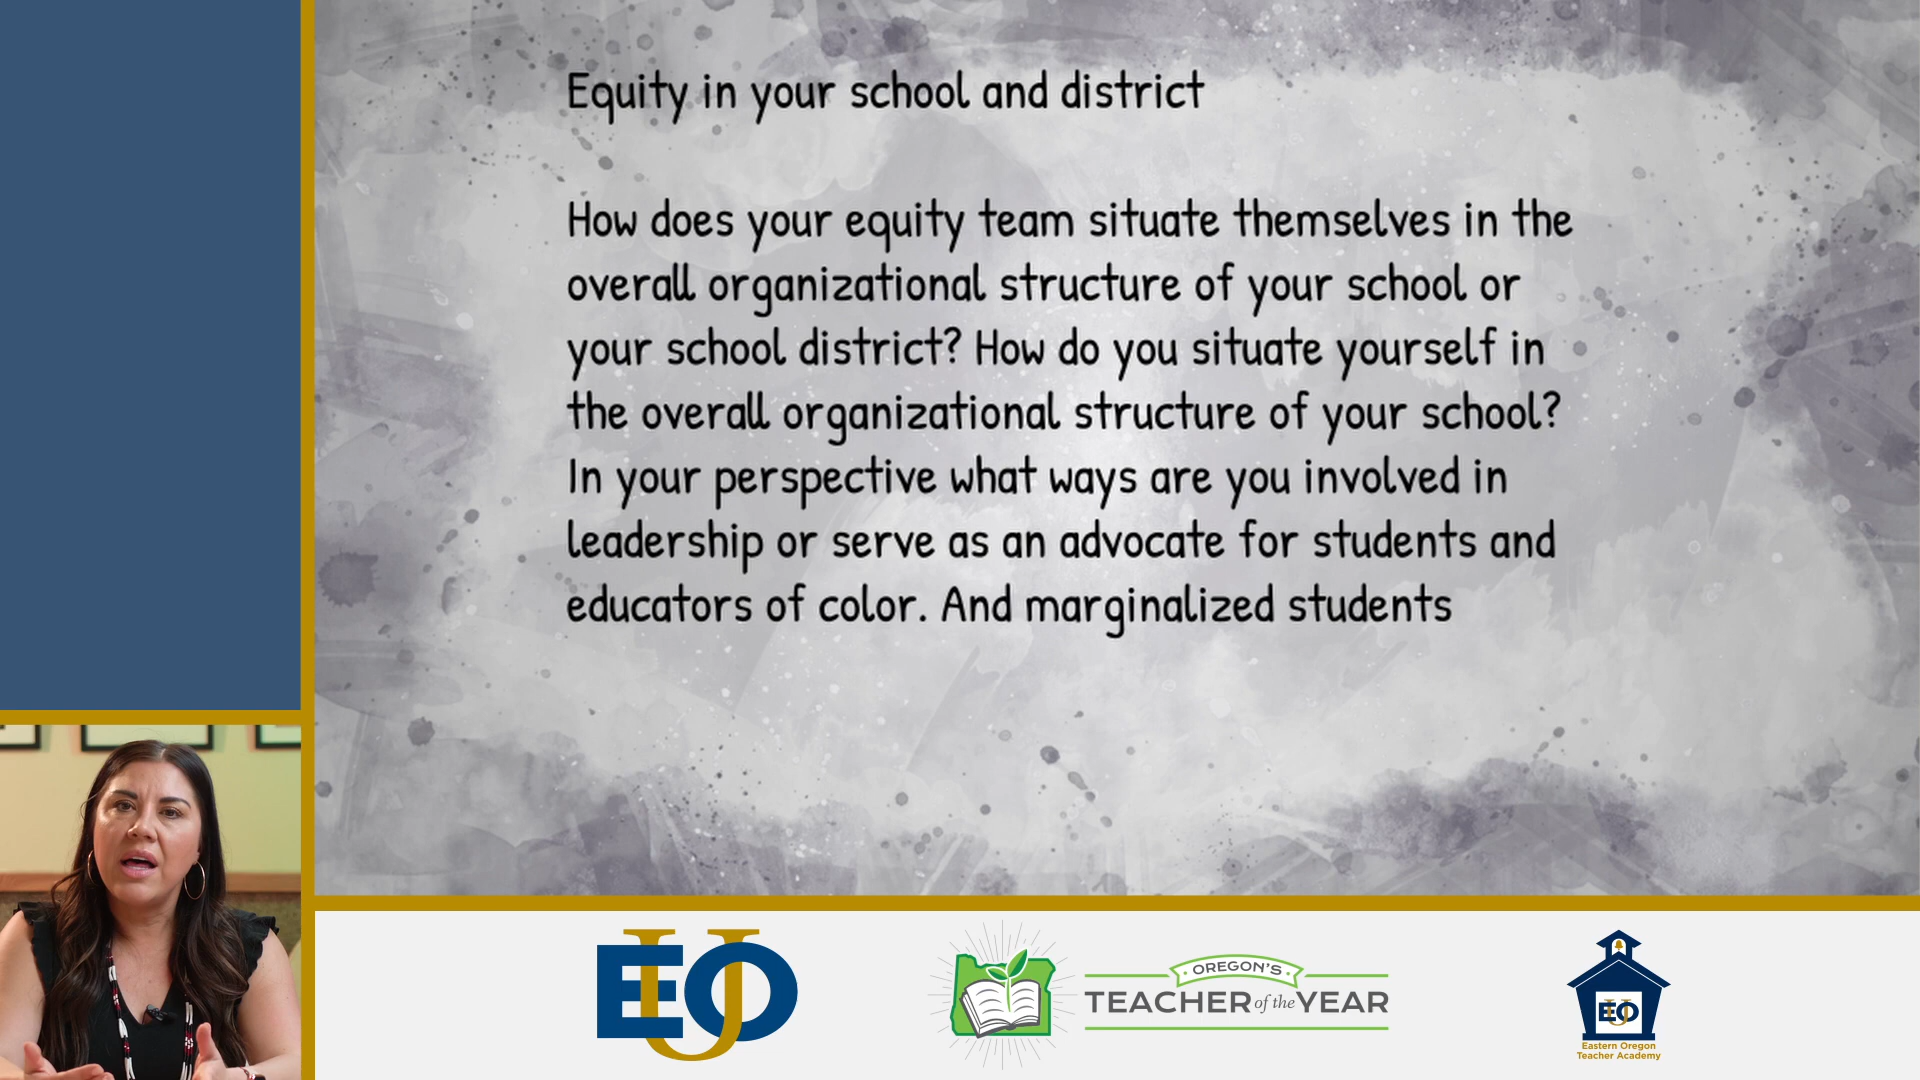 Equity in your school and district
How does your equity team situate themselves in the
overall organizational structure of your school or
your school district? How do you situate yourself in
the overall organizational structure of your school?
In your perspective what ways are you involved in
leadership or serve as an advocate for students and
educators of color. And marginalized students
EOU
OREGON'S
TEACHER of the YEAR
EOU
Eastern Oregon
Teacher Academy